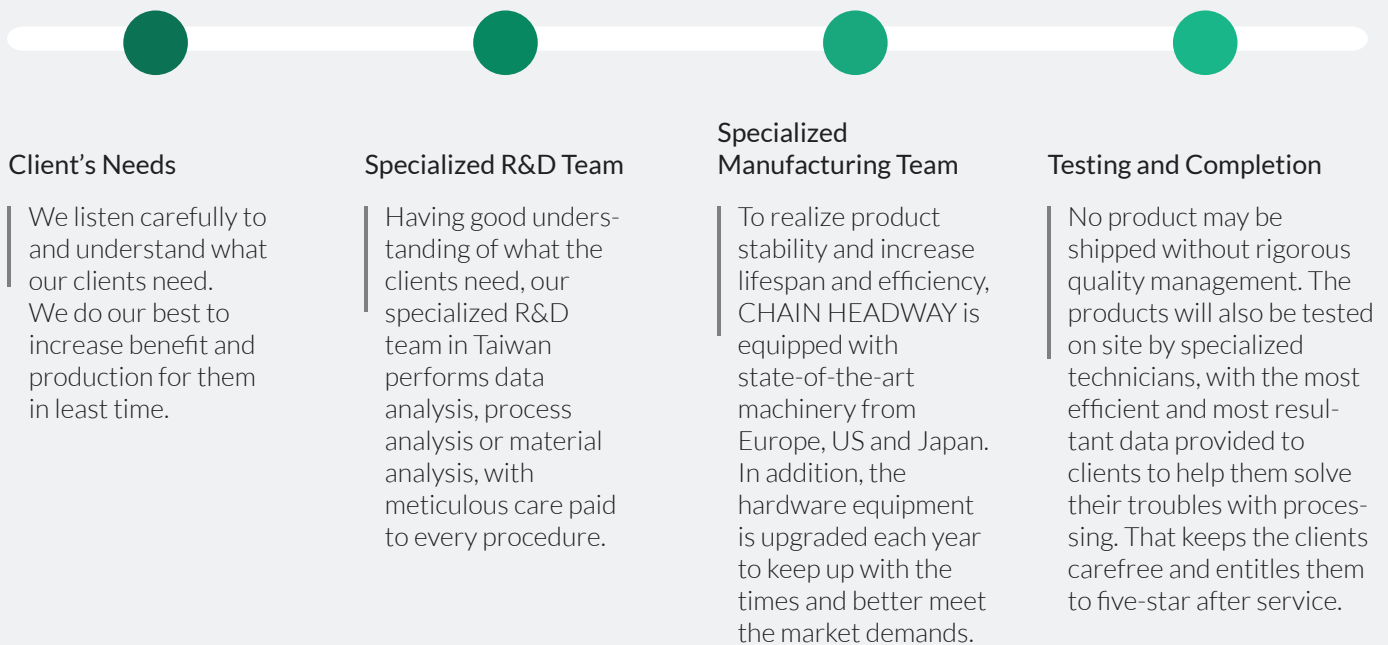 Client's Needs
We listen carefully to
and understand what
our clients need.
We do our best to
increase benefit and
production for them
in least time.
Specialized R&D Team
Having good unders-
tanding of what the
clients need, our
specialized R&D
team in Taiwan
performs data
analysis, process
analysis or material
analysis, with
meticulous care paid
to every procedure.
Specialized
Manufacturing Team
To realize product
stability and increase
lifespan and efficiency,
CHAIN HEADWAY is
equipped with
state-of-the-art
machinery from
Europe, US and Japan.
In addition, the
hardware equipment
is upgraded each year
to keep up with the
times and better meet
the market demands.
Testing and Completion
No product may be
shipped without rigorous
quality management. The
products will also be tested
on site by specialized
technicians, with the most
efficient and most resul-
tant data provided to
clients to help them solve
their troubles with proces-
sing. That keeps the clients
carefree and entitles them
to five-star after service.